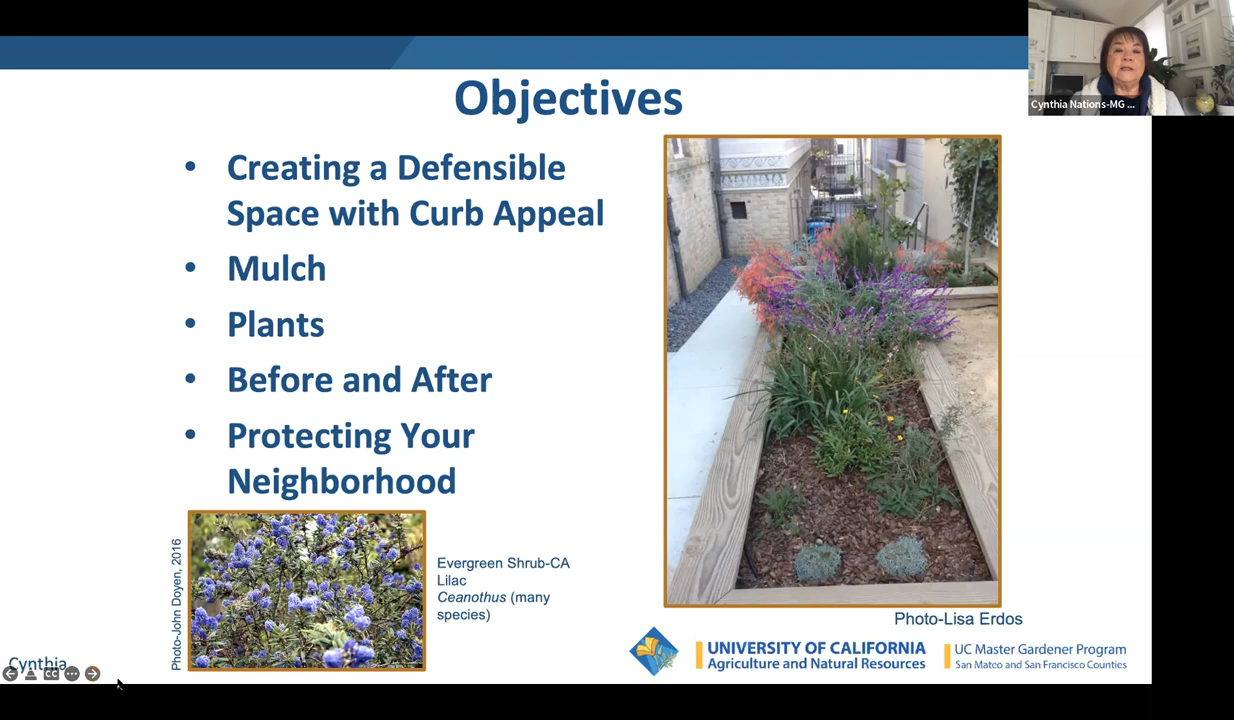 Objectives
• Creating a Defensible
Space with Curb Appeal
• Mulch
• Plants
• Before and After
• Protecting Your
Neighborhood
Photo-John Doyen, 2016
Evergreen Shrub-CA
Lilac
Ceanothus (many
species)
Photo-Lisa Erdos
UNIVERSITY OF CALIFORNIA
Agriculture and Natural Resources
UC Master Gardener Program
San Mateo and San Francisco Counties
Cynthia
CC
Cynthia Nations-MG ...